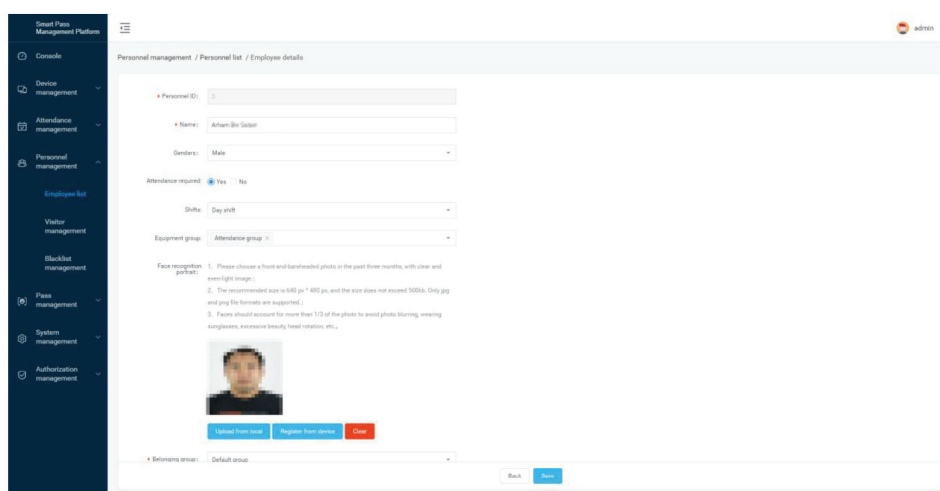 Smart Pass
Management Platform
admin
Console
Device
management
Attendance
management
Personnel
management
Employee list
Visitor
management
Blacklist
management
Pass
management
System
management
Authorization
management
Personnel management / Personnel list / Employee details
* Personnel ID: 5
* Name: Arham Bin
Genders: Male
Attendance required: Yes No
Shifts: Day shift
Equipment group: Attendance group ×
Face recognition
portrait:
1、Please choose a front-and-bareheaded photo in the past three months, with clear and
even-light image ;
2、The recommended size is 640 px * 480 px, and the size does not exceed 500kb. Only jpg
and png file formats are supported. ;
3、Faces should account for more than 1/3 of the photo to avoid photo blurring, wearing
sunglasses, excessive beauty, head rotation, etc.。
Upload from local Register from device Clear
* Belonging group: Default group
Back Save